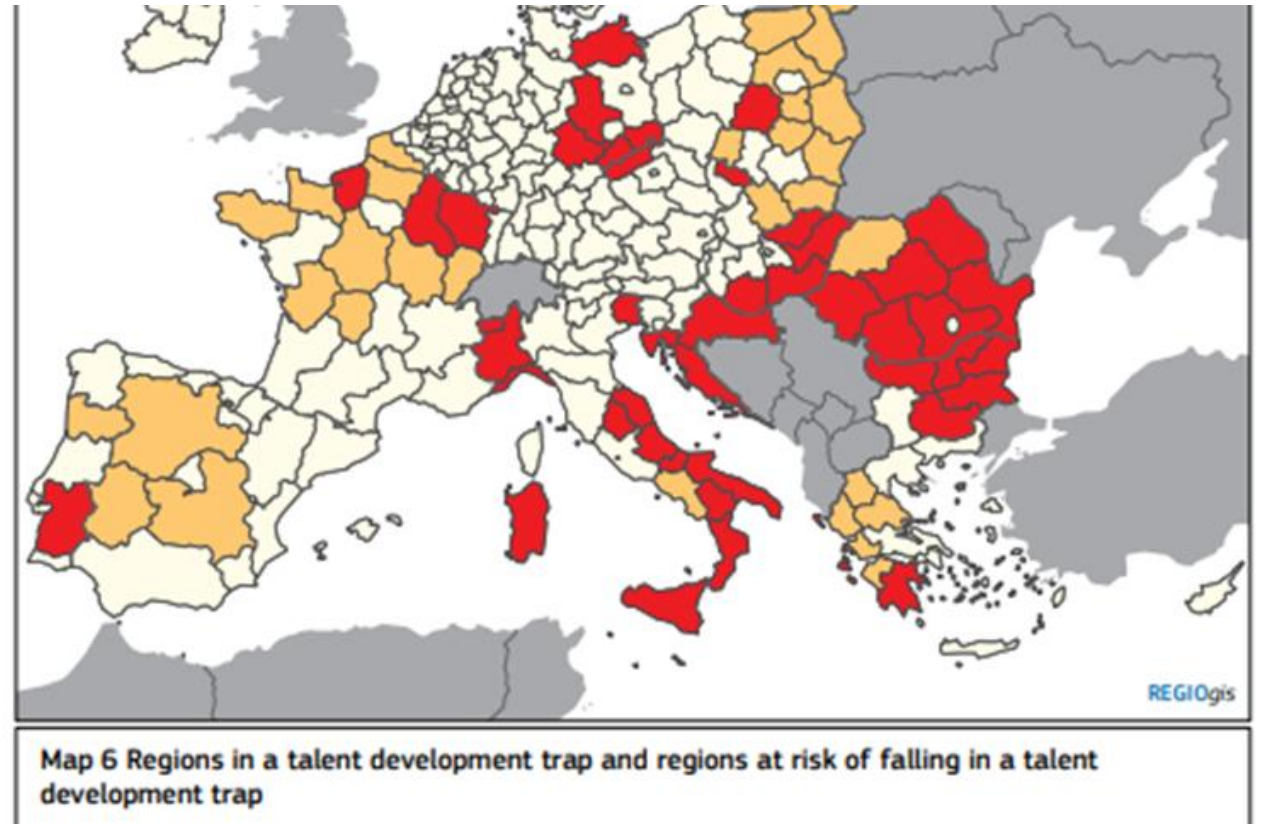 REGIOgis
Map 6 Regions in a talent development trap and regions at risk of falling in a talent
development trap